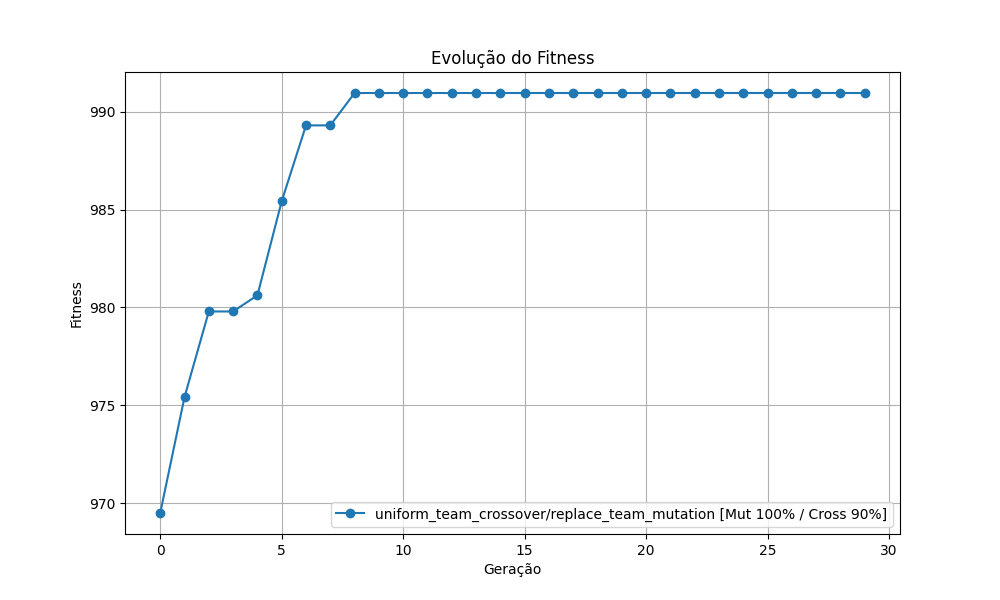 Evolução do Fitness
Fitness
990
985
980
975
970
uniform_team_crossover/replace_team_mutation [Mut 100% / Cross 90%]
0 5 10 15 20 25 30
Geração